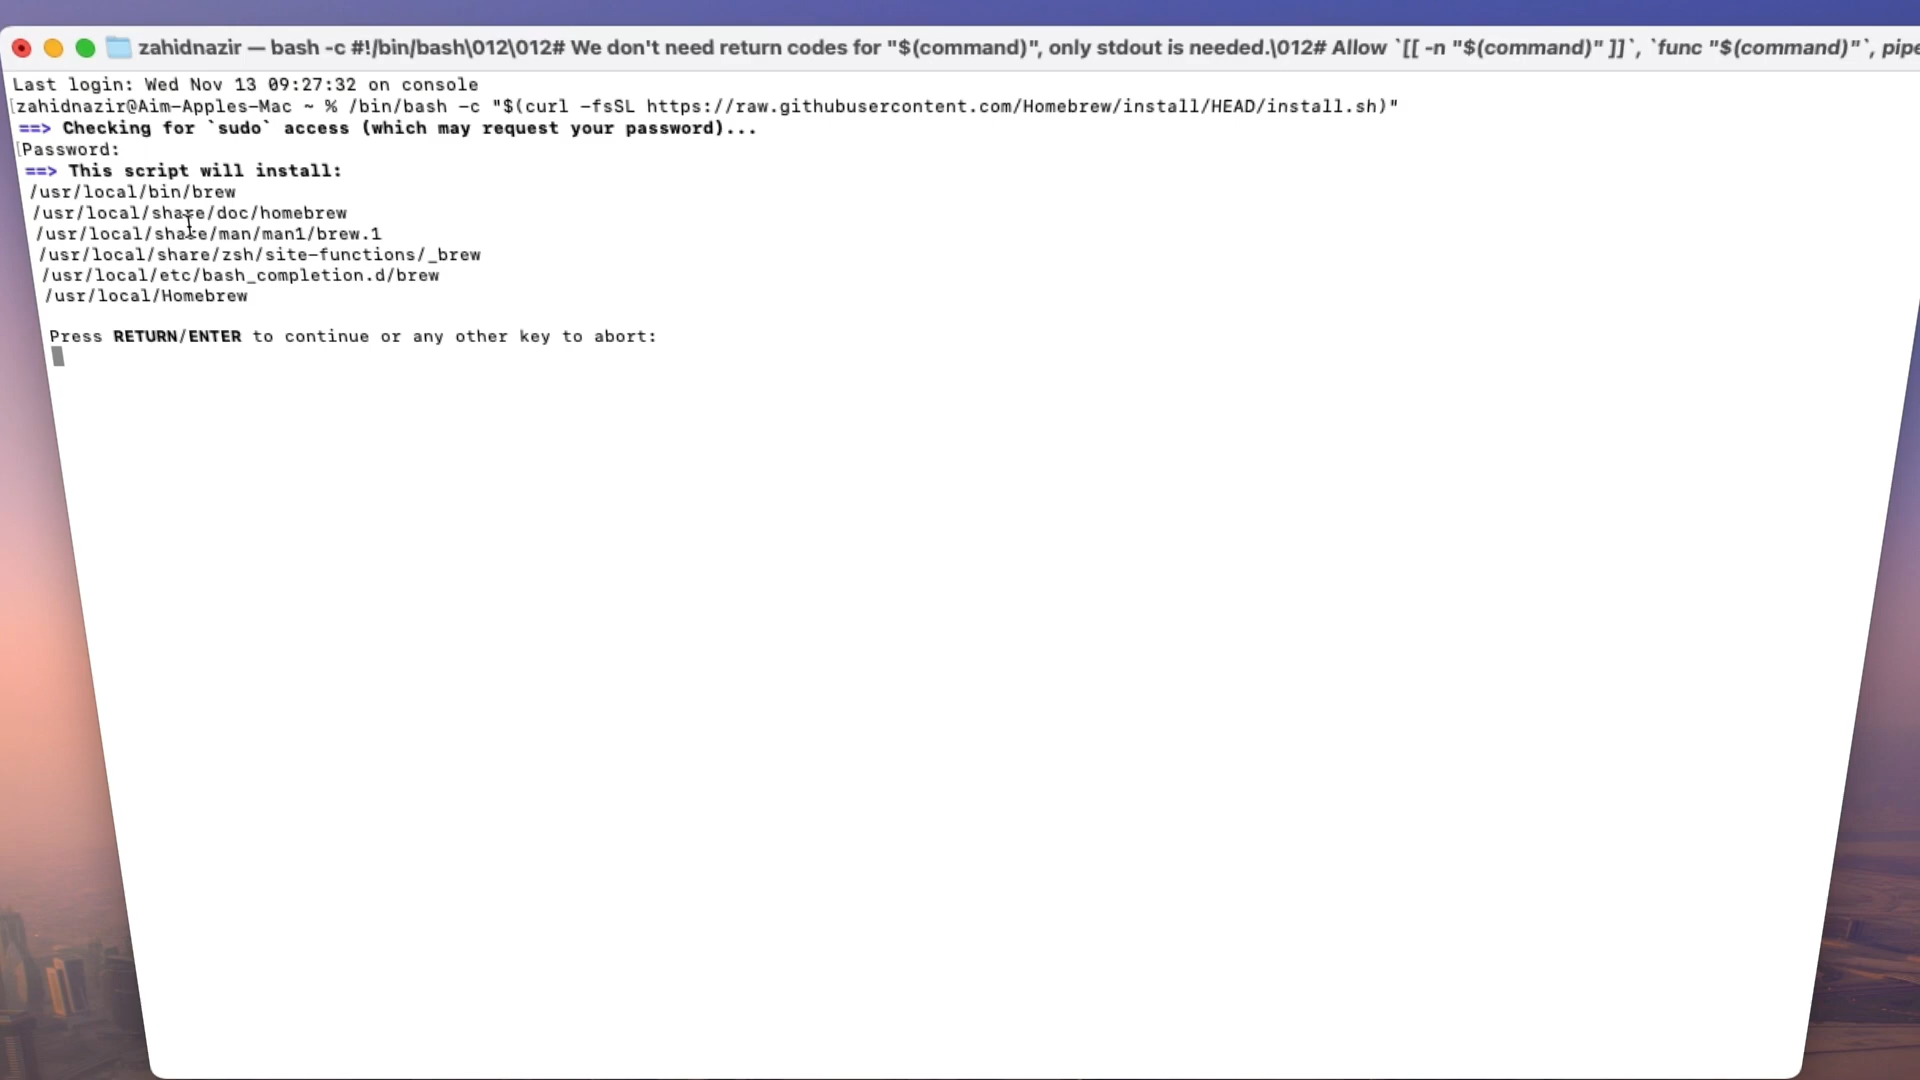 zahidnazir — bash -c #!/bin/bash\012\012# We don't need return codes for "$(command)", only stdout is needed.\012# Allow `[[ -n "$(command)" ]]`, `func "$(command)"`, pipe
Last login: Wed Nov 13 09:27:32 on console
[zahidnazir@Aim-Apples-Mac ~ % /bin/bash -c "$(curl -fsSL https://raw.githubusercontent.com/Homebrew/install/HEAD/install.sh)"
==> Checking for `sudo` access (which may request your password)...
[Password:
==> This script will install:
/usr/local/bin/brew
/usr/local/share/doc/homebrew
/usr/local/share/man/man1/brew.1
/usr/local/share/zsh/site-functions/_brew
/usr/local/etc/bash_completion.d/brew
/usr/local/Homebrew
Press RETURN/ENTER to continue or any other key to abort: